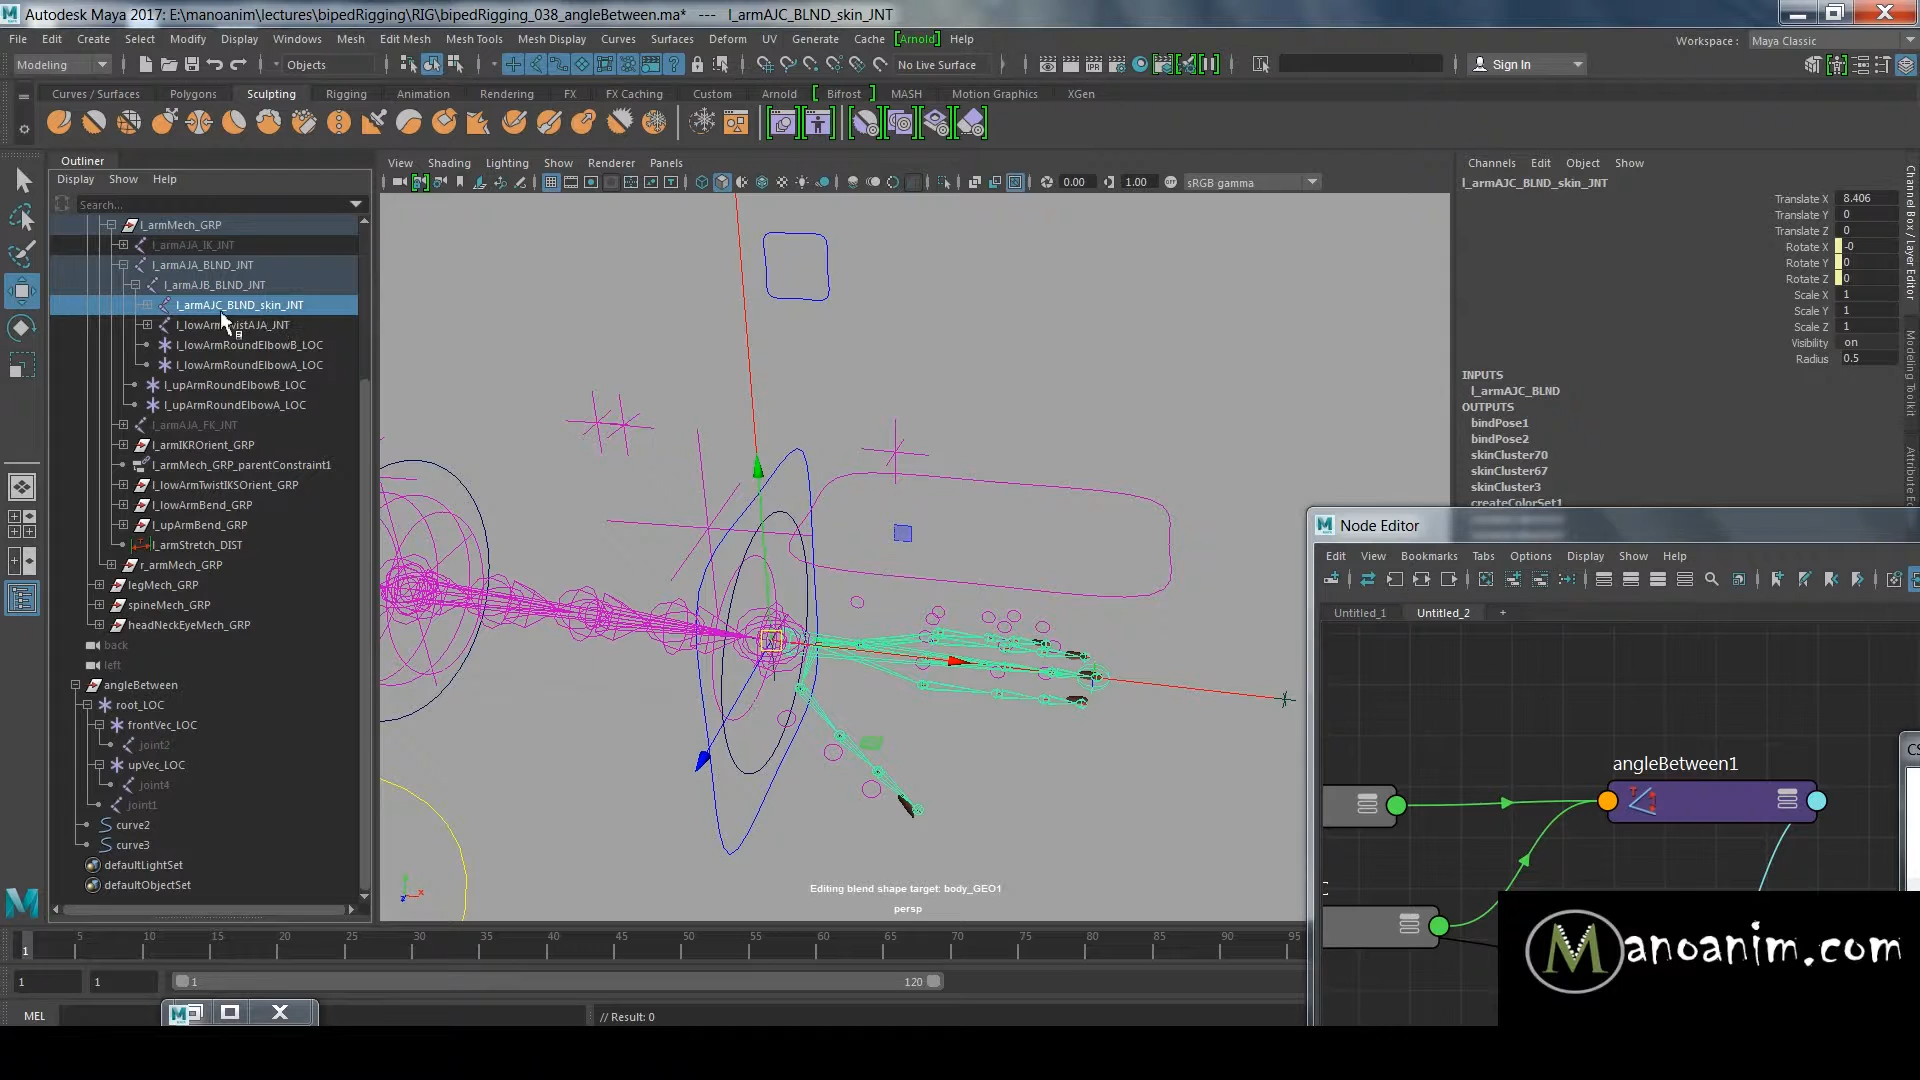 Autodesk Maya 2017: E:\manoanim\lectures\bipedRigging\RIG\bipedRigging_038_angleBetween.ma* --- l_armAJC_BLND_skin_JNT
File Edit Create Select Modify Display Windows Mesh Edit Mesh Mesh Tools Mesh Display Curves Surfaces Deform UV Generate Cache [Arnold] Help
Workspace : Maya Classic
Modeling Objects No Live Surface Sign In
Curves / Surfaces Polygons Sculpting Rigging Animation Rendering FX FX Caching Custom Arnold Bifrost MASH Motion Graphics XGen
Outliner
Display Show Help
Search...
l_armMech_GRP
l_armAJA_IK_JNT
l_armAJA_BLND_JNT
l_armAJB_BLND_JNT
l_armAJC_BLND_skin_JNT
l_lowArmTwistAJA_JNT
l_lowArmRoundElbowB_LOC
l_lowArmRoundElbowA_LOC
l_upArmRoundElbowB_LOC
l_upArmRoundElbowA_LOC
l_armAJA_FK_JNT
l_armIKROrient_GRP
l_armMech_GRP_parentConstraint1
l_lowArmTwistIKSOrient_GRP
l_lowArmBend_GRP
l_upArmBend_GRP
l_armStretch_DIST
r_armMech_GRP
legMech_GRP
spineMech_GRP
headNeckEyeMech_GRP
back
left
angleBetween
root_LOC
frontVec_LOC
joint2
upVec_LOC
joint4
joint1
curve2
curve3
defaultLightSet
defaultObjectSet
View Shading Lighting Show Renderer Panels
0.00 1.00 sRGB gamma
Editing blend shape target: body_GEO1
persp
Channels Edit Object Show
l_armAJC_BLND_skin_JNT
Translate X 8.406
Translate Y 0
Translate Z 0
Rotate X -0
Rotate Y 0
Rotate Z 0
Scale X 1
Scale Y 1
Scale Z 1
Visibility on
Radius 0.5
INPUTS
l_armAJC_BLND
OUTPUTS
bindPose1
bindPose2
skinCluster70
skinCluster67
skinCluster3
createColorSet1
Channel Box / Layer Editor
Modeling Toolkit
Attribute E
Node Editor
Edit View Bookmarks Tabs Options Display Show Help
Untitled_1 Untitled_2 +
angleBetween1
Manoanim.com
5 10 15 20 25 30 35 40 45 50 55 60 65 70 75 80 85 90 95
1
1 1 1 120
MEL // Result: 0